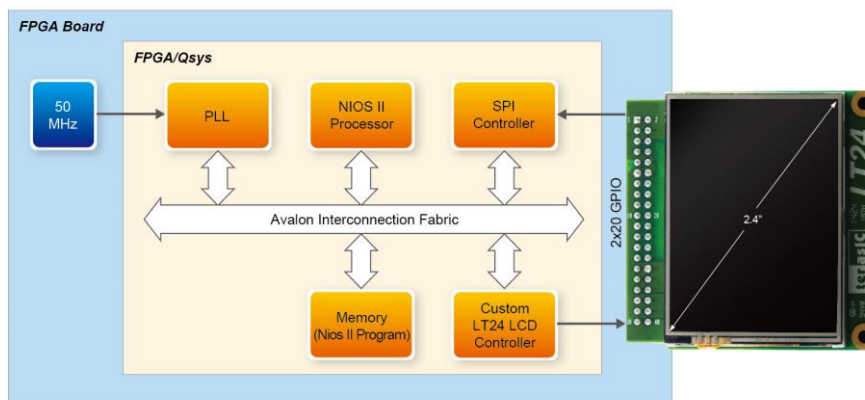 FPGA Board
FPGA/Qsys
50
MHz
PLL
NIOS II
Processor
SPI
Controller
Avalon Interconnection Fabric
Memory
(Nios II Program)
Custom
LT24 LCD
Controller
2x20 GPIO
2.4"
LT24
terasic